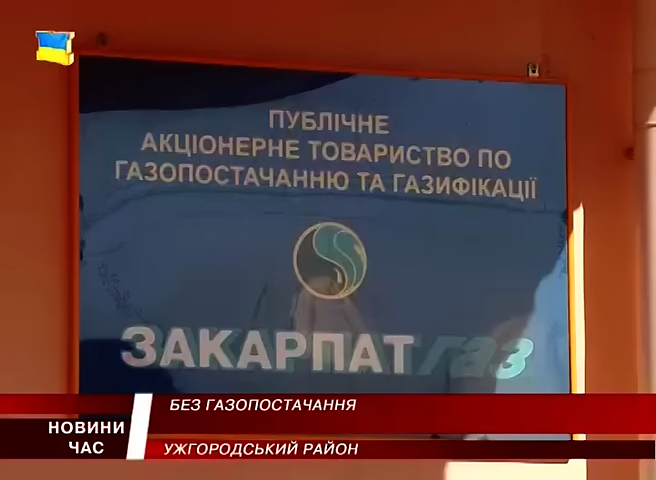 ПУБЛІЧНЕ
АКЦІОНЕРНЕ ТОВАРИСТВО ПО
ГАЗОПОСТАЧАННЮ ТА ГАЗИФІКАЦІЇ
ЗАКАРПАТгаз
БЕЗ ГАЗОПОСТАЧАННЯ
НОВИНИ
ЧАС
УЖГОРОДСЬКИЙ РАЙОН